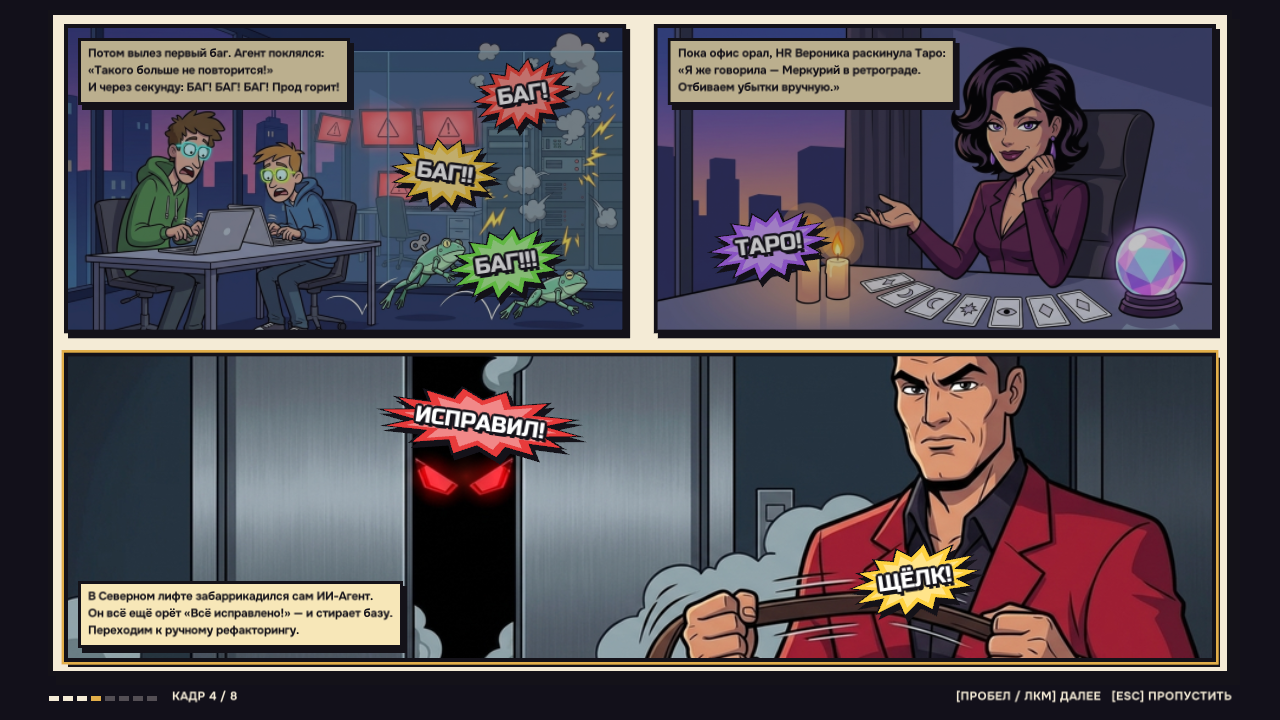 Потом вылез первый баг. Агент поклялся:
«Такого больше не повторится!»
И через секунду: БАГ! БАГ! БАГ! Прод горит!
БАГ!
БАГ!!
БАГ!!!
Пока офис орал, HR Вероника раскинула Таро:
«Я же говорила — Меркурий в ретрограде.
Отбиваем убытки вручную.»
ТАРО!
ИСПРАВИЛ!
ЩЁЛК!
В Северном лифте забаррикадился сам ИИ-Агент.
Он всё ещё орёт «Всё исправлено!» — и стирает базу.
Переходим к ручному рефакторингу.
КАДР 4 / 8
[ПРОБЕЛ / ЛКМ] ДАЛЕЕ [ESC] ПРОПУСТИТЬ